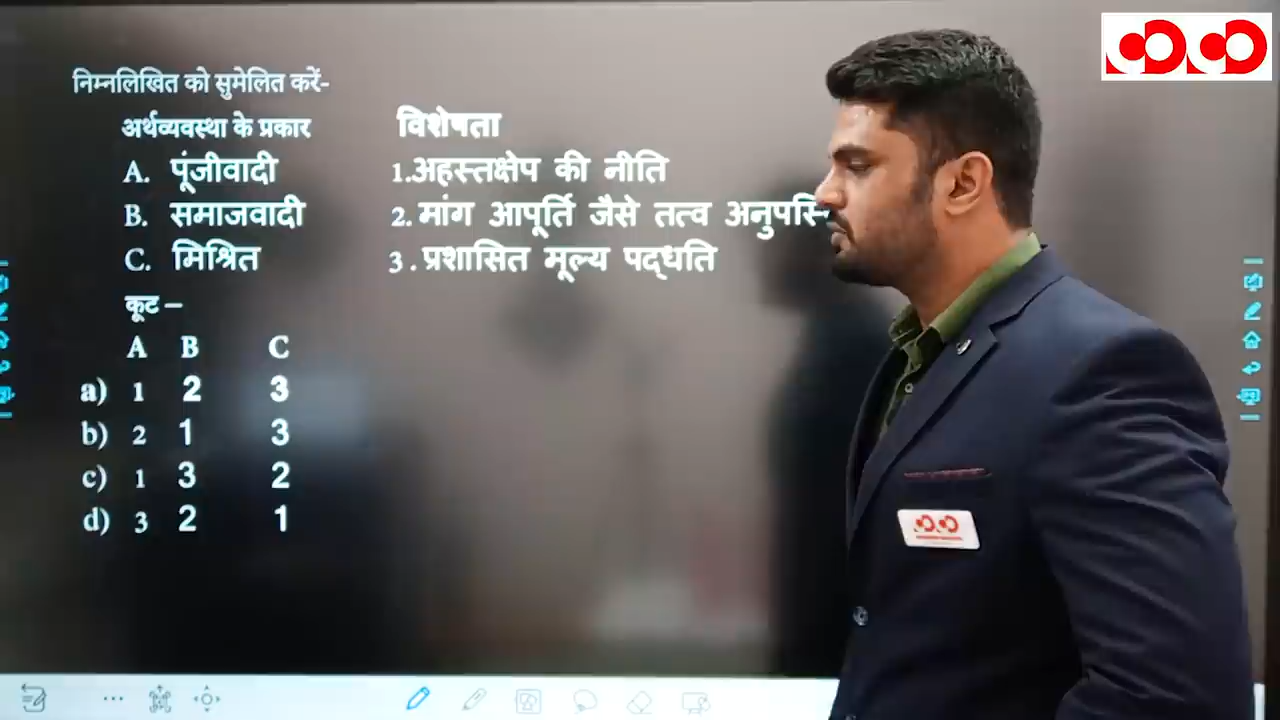 निम्नलिखित को सुमेलित करें-
अर्थव्यवस्था के प्रकार विशेषता
A. पूंजीवादी 1.अहस्तक्षेप की नीति
B. समाजवादी 2. मांग आपूर्ति जैसे तत्व
C. मिश्रित 3. प्रशासित मूल्य पद्धति
कूट –
A B C
a) 1 2 3
b) 2 1 3
c) 1 3 2
d) 3 2 1